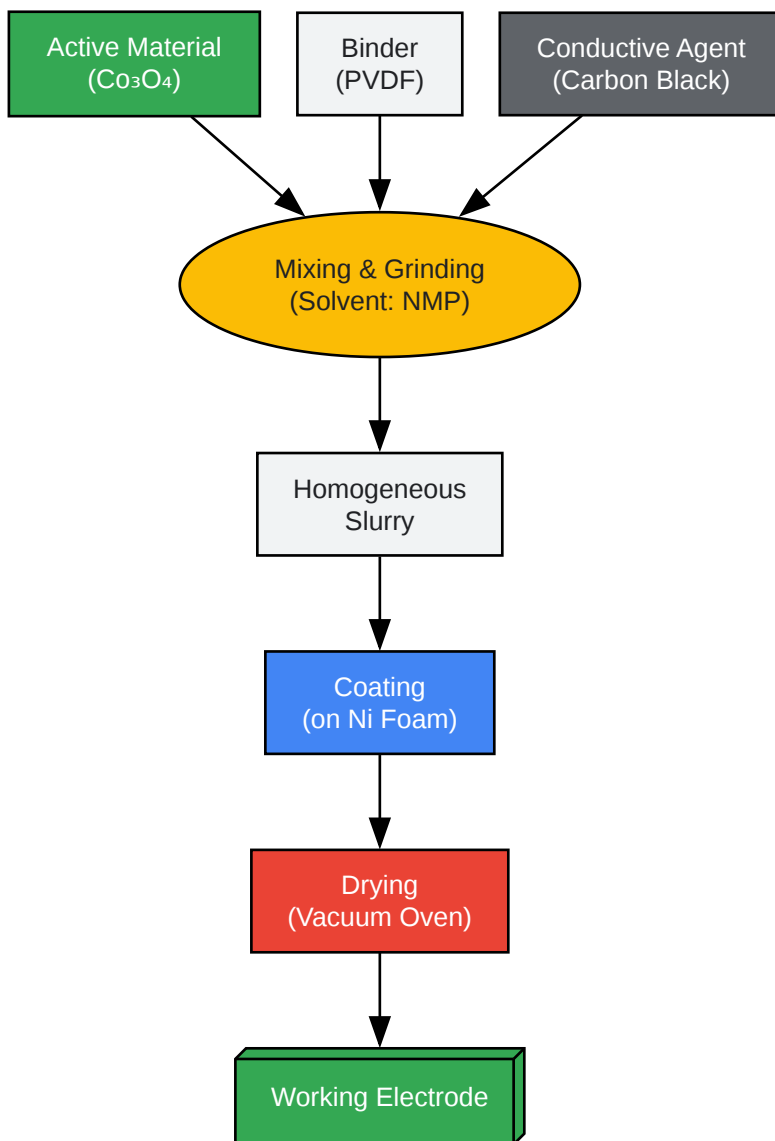 Active Material
(Co₃O₄)
Binder
(PVDF)
Conductive Agent
(Carbon Black)
Mixing & Grinding
(Solvent: NMP)
Homogeneous
Slurry
Coating
(on Ni Foam)
Drying
(Vacuum Oven)
Working Electrode